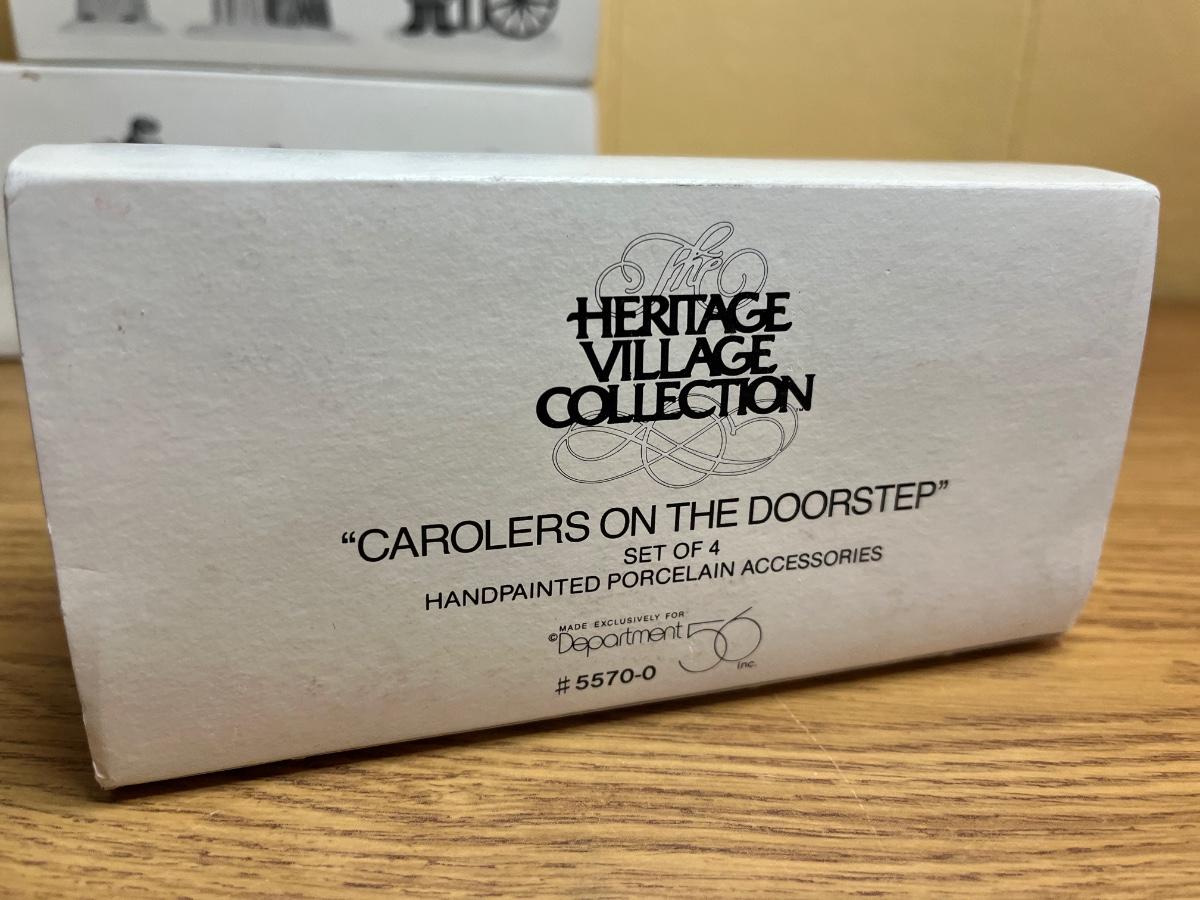 The
HERITAGE
VILLAGE
COLLECTION™
“CAROLERS ON THE DOORSTEP”
SET OF 4
HANDPAINTED PORCELAIN ACCESSORIES
MADE EXCLUSIVELY FOR
©Department 56 inc.
#5570-0